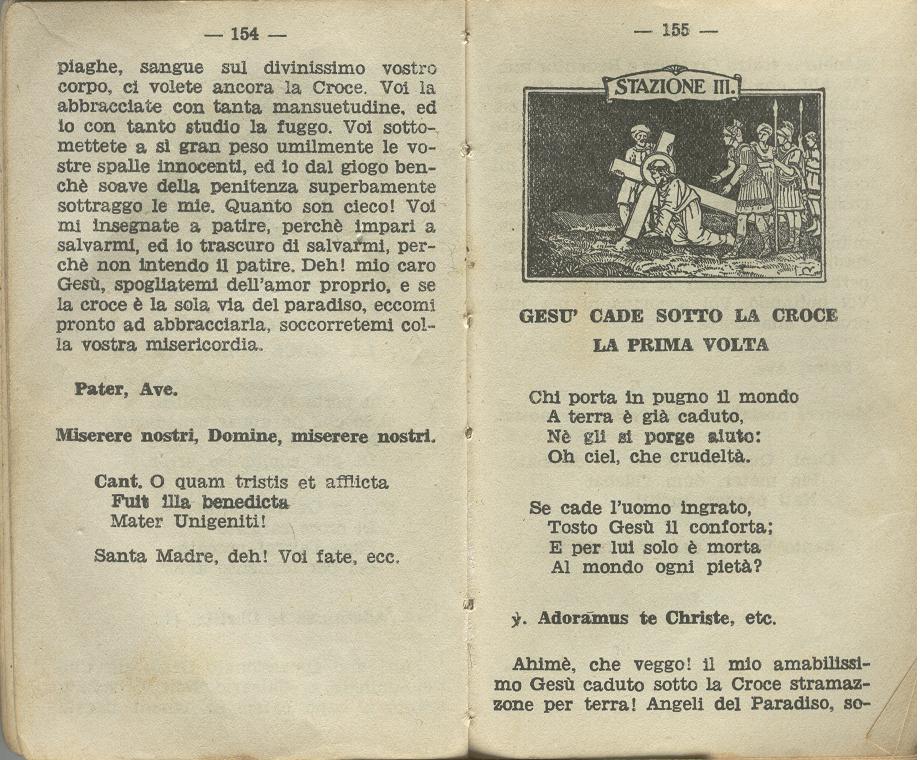 — 154 —
piaghe, sangue sul divinissimo vostro
corpo, ci volete ancora la Croce. Voi la
abbracciate con tanta mansuetudine, ed
io con tanto studio la fuggo. Voi sotto-
mettete a sì gran peso umilmente le vo-
stre spalle innocenti, ed io dal giogo ben-
chè soave della penitenza superbamente
sottraggo le mie. Quanto son cieco! Voi
mi insegnate a patire, perchè impari a
salvarmi, ed io trascuro di salvarmi, per-
chè non intendo il patire. Deh! mio caro
Gesù, spogliatemi dell'amor proprio, e se
la croce è la sola via del paradiso, eccomi
pronto ad abbracciarla, soccorretemi col-
la vostra misericordia.
Pater, Ave.
Miserere nostri, Domine, miserere nostri.
Cant. O quam tristis et afflicta
Fuit illa benedicta
Mater Unigeniti!
Santa Madre, deh! Voi fate, ecc.
— 155 —
STAZIONE III.
GESU' CADE SOTTO LA CROCE
LA PRIMA VOLTA
Chi porta in pugno il mondo
A terra è già caduto,
Nè gli si porge aiuto:
Oh ciel, che crudeltà.
Se cade l'uomo ingrato,
Tosto Gesù il conforta;
E per lui solo è morta
Al mondo ogni pietà?
℣. Adoramus te Christe, etc.
Ahimè, che veggo! il mio amabilissi-
mo Gesù caduto sotto la Croce stramaz-
zone per terra! Angeli del Paradiso, so-